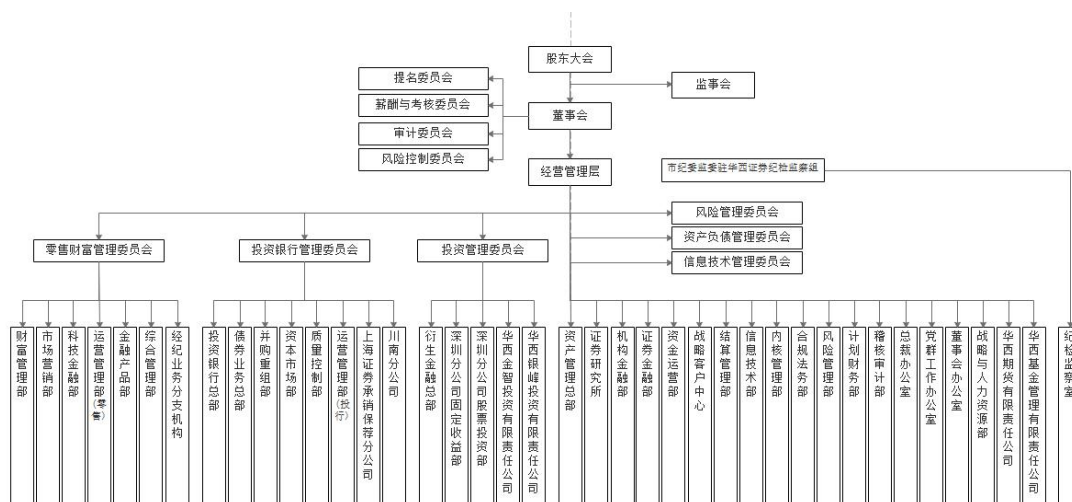 股东大会
提名委员会
监事会
薪酬与考核委员会
董事会
审计委员会
风险控制委员会
经营管理层
市纪委监委驻华西证券纪检监察组
风险管理委员会
零售财富管理委员会
投资银行管理委员会
投资管理委员会
资产负债管理委员会
信息技术管理委员会
财富管理部
市场营销部
科技金融部
运营管理部(零售)
金融产品部
综合管理部
经纪业务分支机构
投资银行总部
债券业务总部
并购重组部
资本市场部
质量控制部
运营管理部(投行)
上海证券承销保荐分公司
川南分公司
衍生金融总部
深圳分公司固定收益部
深圳分公司股票投资部
华西金智投资有限责任公司
华西银峰投资有限责任公司
资产管理总部
证券研究所
机构金融部
证券金融部
资金运营部
战略客户中心
结算管理部
信息技术部
内核管理部
合规法务部
风险管理部
计划财务部
稽核审计部
总裁办公室
党群工作办公室
董事会办公室
战略与人力资源部
华西期货有限责任公司
华西基金管理有限责任公司
纪检监察室